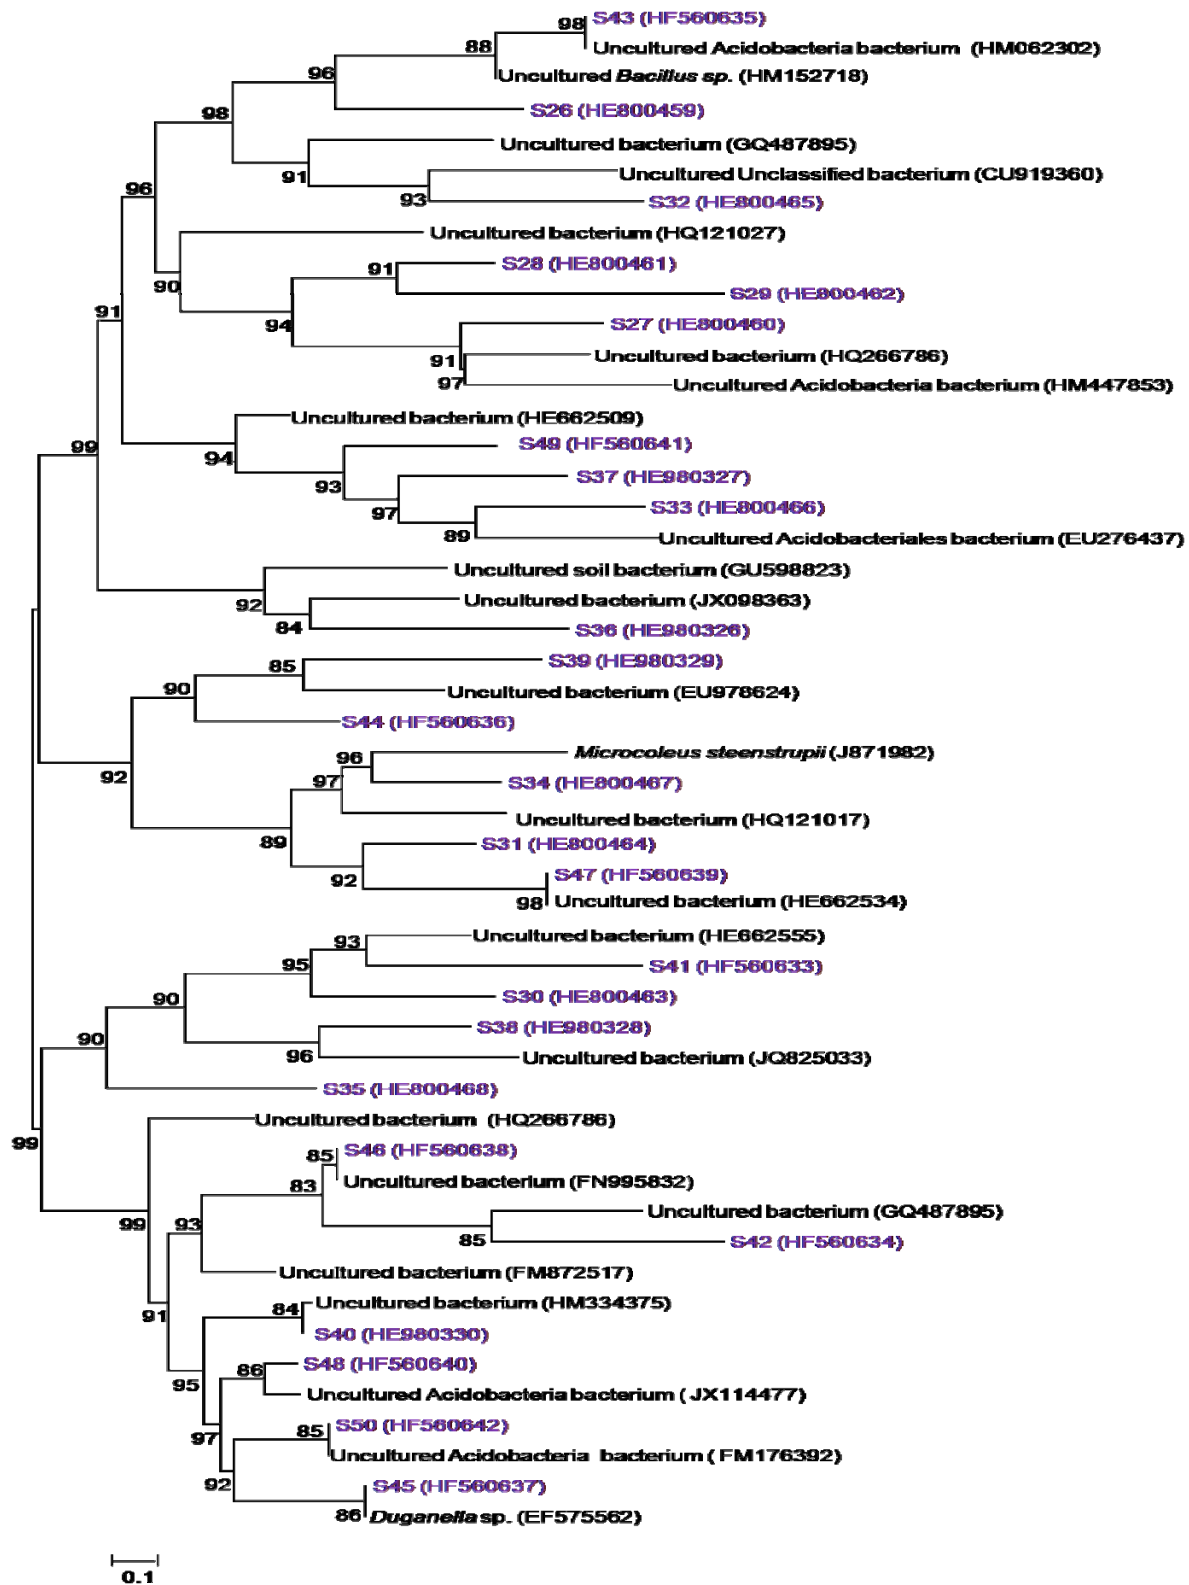 98
S43 (HF560635)
88
Uncultured Acidobacteria bacterium (HM062302)
96
Uncultured Bacillus sp. (HM152718)
98
S26 (HE800459)
Uncultured bacterium (GQ487895)
91
Uncultured Unclassified bacterium (CU919360)
96
93
S32 (HE800465)
Uncultured bacterium (HQ121027)
91
S28 (HE800461)
90
S29 (HE800462)
91
94
S27 (HE800460)
91
Uncultured bacterium (HQ266786)
97
Uncultured Acidobacteria bacterium (HM447853)
Uncultured bacterium (HE662509)
99
94
S49 (HF560641)
93
S37 (HE980327)
97
S33 (HE800466)
89
Uncultured Acidobacteriales bacterium (EU276437)
Uncultured soil bacterium (GU598823)
92
Uncultured bacterium (JX098363)
84
S36 (HE980326)
85
S39 (HE980329)
90
Uncultured bacterium (EU978624)
S44 (HF560636)
92
96
Microcoleus steenstrupii (J871982)
97
S34 (HE800467)
Uncultured bacterium (HQ121017)
89
S31 (HE800464)
92
S47 (HF560639)
98
Uncultured bacterium (HE662534)
93
Uncultured bacterium (HE662555)
95
S41 (HF560633)
90
S30 (HE800463)
90
S38 (HE980328)
96
Uncultured bacterium (JQ825033)
S35 (HE800468)
99
Uncultured bacterium (HQ266786)
85
S46 (HF560638)
83
Uncultured bacterium (FN995832)
99
93
Uncultured bacterium (GQ487895)
85
S42 (HF560634)
Uncultured bacterium (FM872517)
91
84
Uncultured bacterium (HM334375)
S40 (HE980330)
95
86
S48 (HF560640)
Uncultured Acidobacteria bacterium ( JX114477)
97
85
S50 (HF560642)
Uncultured Acidobacteria bacterium ( FM176392)
92
S45 (HF560637)
86
Duganella sp. (EF575562)
0.1